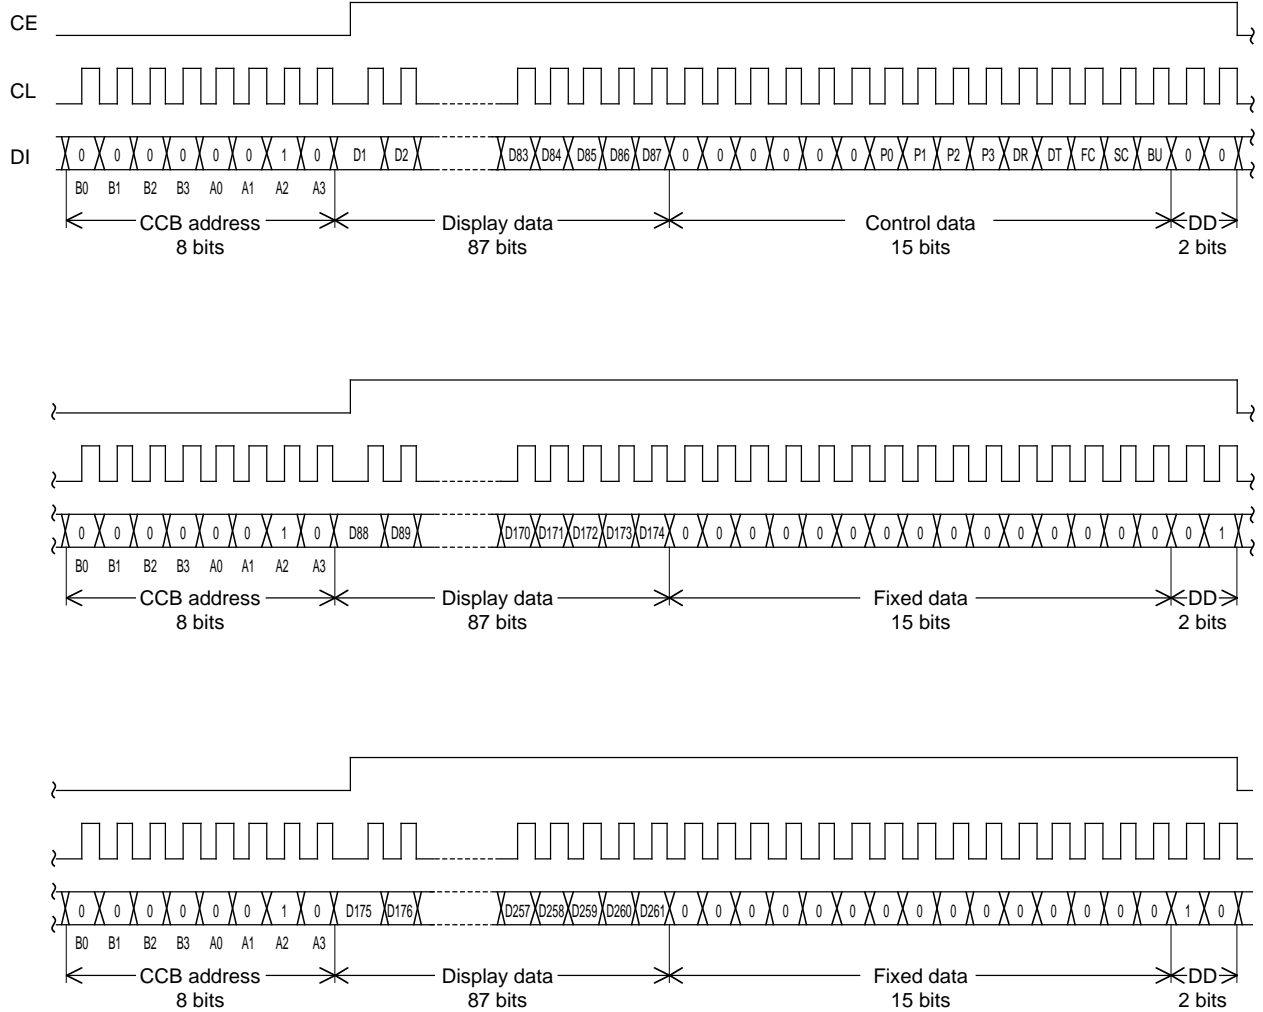 CE
CL
DI 0 0 0 0 0 0 1 0 D1 D2 D83 D84 D85 D86 D87 0 0 0 0 0 0 P0 P1 P2 P3 DR DT FC SC BU 0 0
B0 B1 B2 B3 A0 A1 A2 A3
CCB address Display data Control data DD
8 bits 87 bits 15 bits 2 bits
0 0 0 0 0 0 1 0 D88 D89 D170 D171 D172 D173 D174 0 0 0 0 0 0 0 0 0 0 0 0 0 0 0 0 1
B0 B1 B2 B3 A0 A1 A2 A3
CCB address Display data Fixed data DD
8 bits 87 bits 15 bits 2 bits
0 0 0 0 0 0 1 0 D175 D176 D257 D258 D259 D260 D261 0 0 0 0 0 0 0 0 0 0 0 0 0 0 0 1 0
B0 B1 B2 B3 A0 A1 A2 A3
CCB address Display data Fixed data DD
8 bits 87 bits 15 bits 2 bits